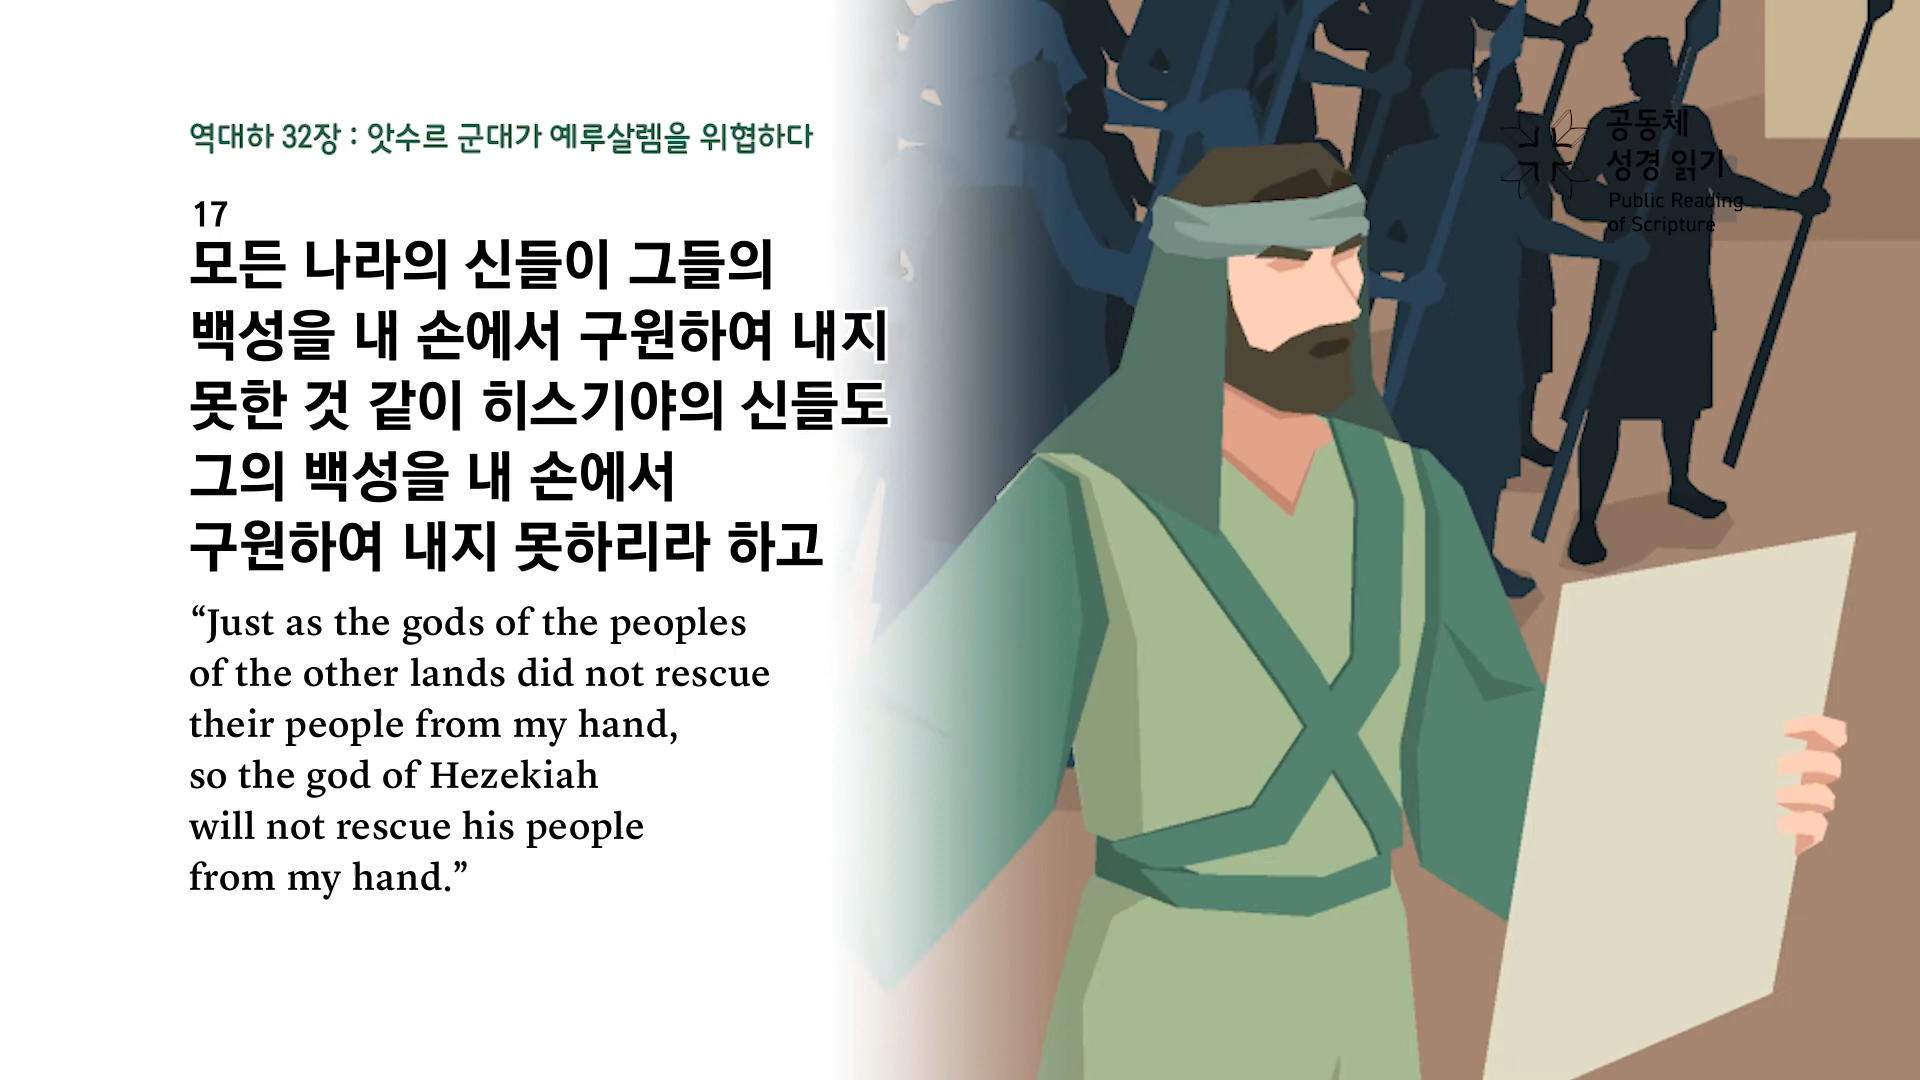 역대하 32장 : 앗수르 군대가 예루살렘을 위협하다
17
모든 나라의 신들이 그들의
백성을 내 손에서 구원하여 내지
못한 것 같이 히스기야의 신들도
그의 백성을 내 손에서
구원하여 내지 못하리라 하고
“Just as the gods of the peoples
of the other lands did not rescue
their people from my hand,
so the god of Hezekiah
will not rescue his people
from my hand.”
공동체
성경 읽기
Public Reading
of Scripture